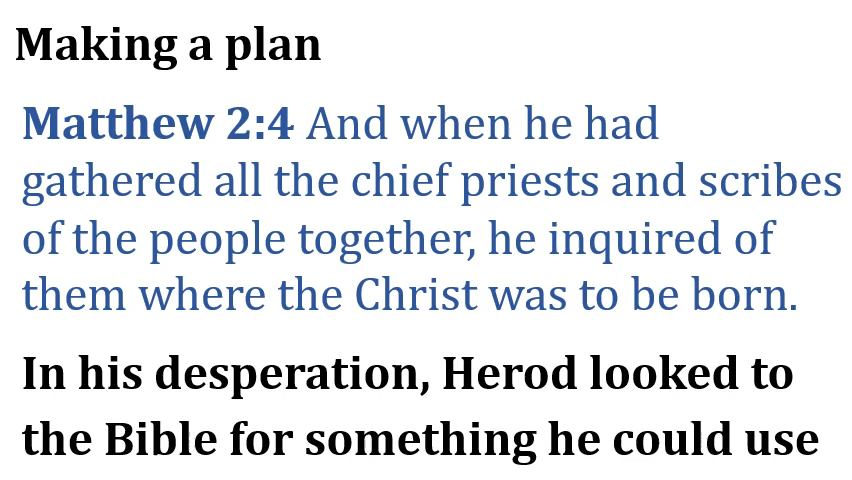 Making a plan
Matthew 2:4 And when he had
gathered all the chief priests and scribes
of the people together, he inquired of
them where the Christ was to be born.
In his desperation, Herod looked to
the Bible for something he could use